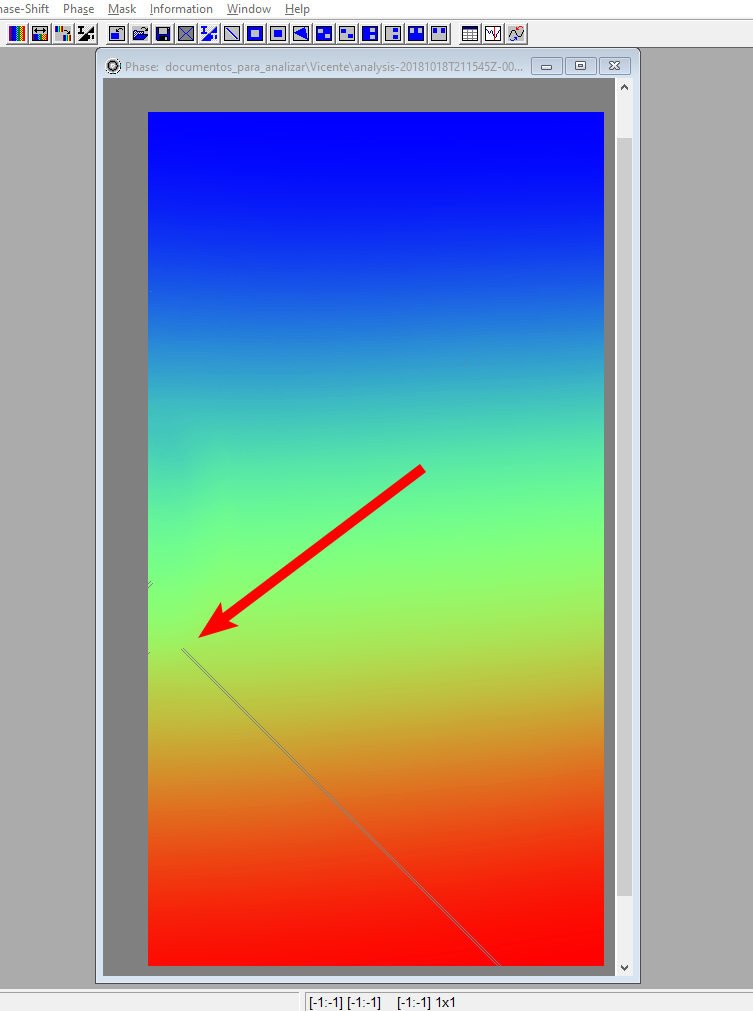 hase-Shift Phase Mask Information Window Help
Phase: documentos_para_analizar\Vicente\analysis-20181018T211545Z-00...
[-1:-1] [-1:-1] [-1:-1] 1x1